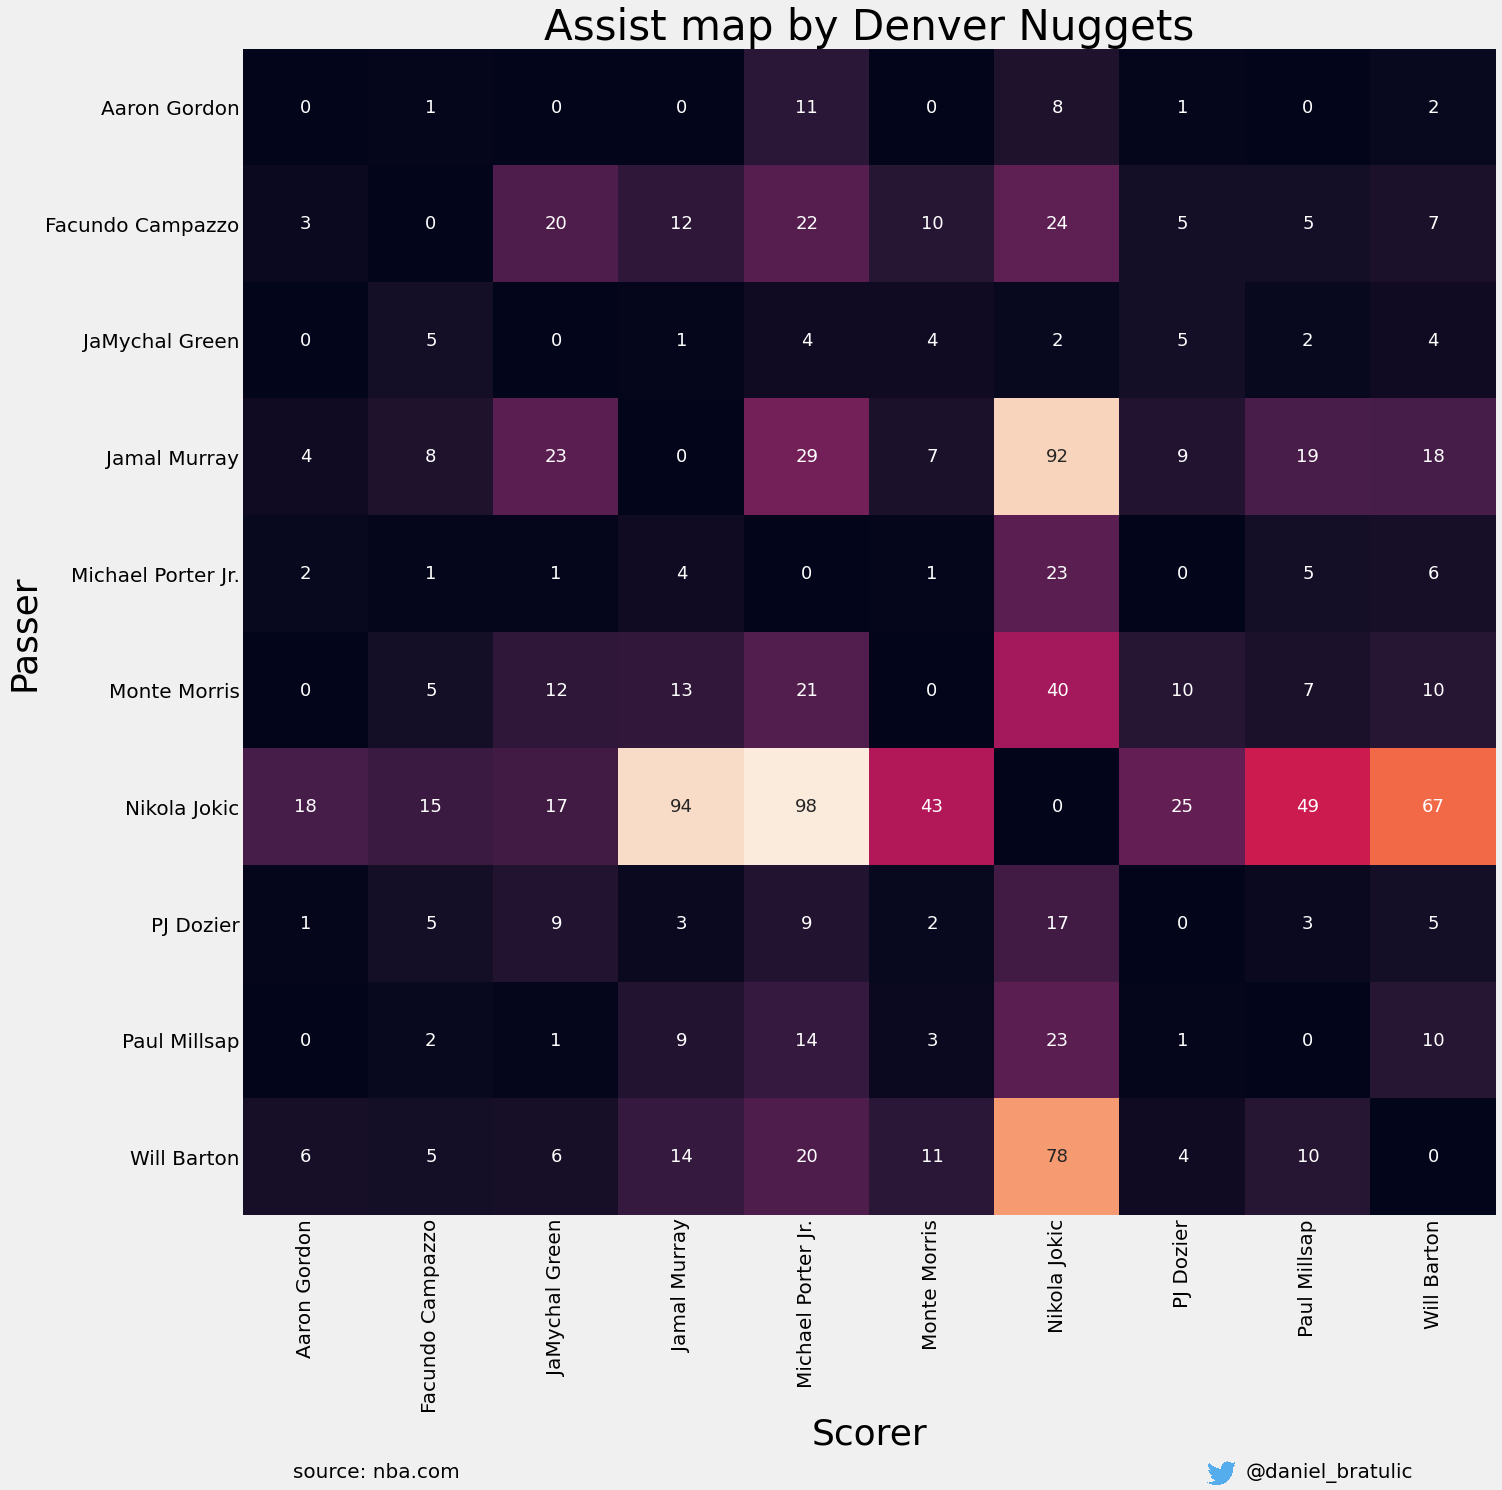 Assist map by Denver Nuggets
Aaron Gordon 0 1 0 0 11 0 8 1 0 2
Facundo Campazzo 3 0 20 12 22 10 24 5 5 7
JaMychal Green 0 5 0 1 4 4 2 5 2 4
Jamal Murray 4 8 23 0 29 7 92 9 19 18
Michael Porter Jr. 2 1 1 4 0 1 23 0 5 6
Passer
Monte Morris 0 5 12 13 21 0 40 10 7 10
Nikola Jokic 18 15 17 94 98 43 0 25 49 67
PJ Dozier 1 5 9 3 9 2 17 0 3 5
Paul Millsap 0 2 1 9 14 3 23 1 0 10
Will Barton 6 5 6 14 20 11 78 4 10 0
Aaron Gordon
Facundo Campazzo
JaMychal Green
Jamal Murray
Michael Porter Jr.
Monte Morris
Nikola Jokic
PJ Dozier
Paul Millsap
Will Barton
Scorer
source: nba.com
@daniel_bratulic